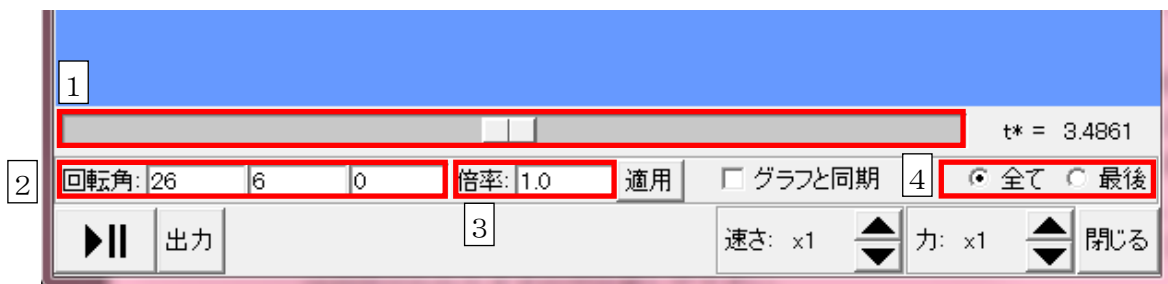 1
t* = 3.4861
2 回転角: 26 6 0 倍率: 1.0 適用 グラフと同期 4 全て 最後
3
出力 速さ: x1 力: x1 閉じる